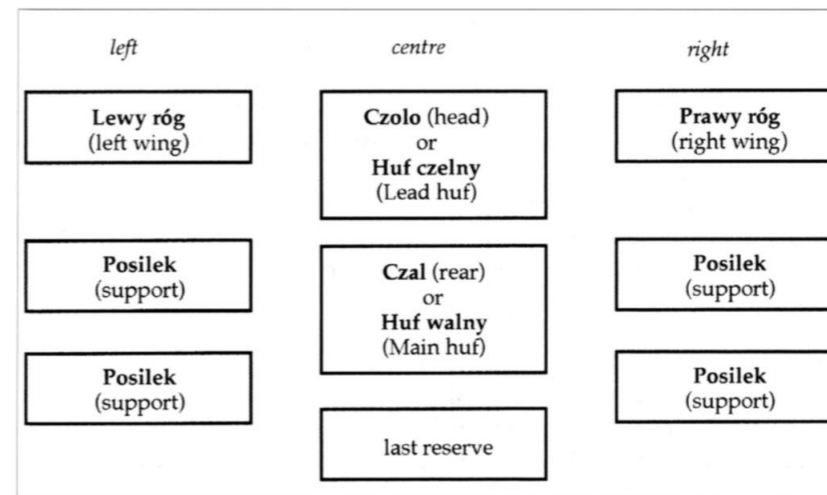 left
centre
right
Lewy róg
(left wing)
Czolo (head)
or
Huf czelny
(Lead huf)
Prawy róg
(right wing)
Posilek
(support)
Czal (rear)
or
Huf walny
(Main huf)
Posilek
(support)
Posilek
(support)
Posilek
(support)
last reserve